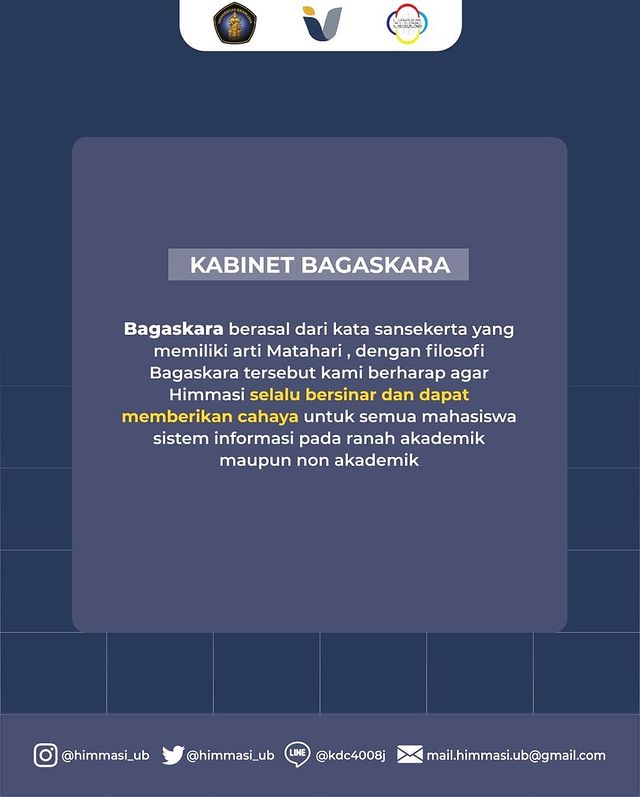 KABINET BAGASKARA
Bagaskara berasal dari kata sansekerta yang
memiliki arti Matahari , dengan filosofi
Bagaskara tersebut kami berharap agar
Himmasi selalu bersinar dan dapat
memberikan cahaya untuk semua mahasiswa
sistem informasi pada ranah akademik
maupun non akademik
@himmasi_ub
@himmasi_ub
LINE
@kdc4008j
mail.himmasi.ub@gmail.com